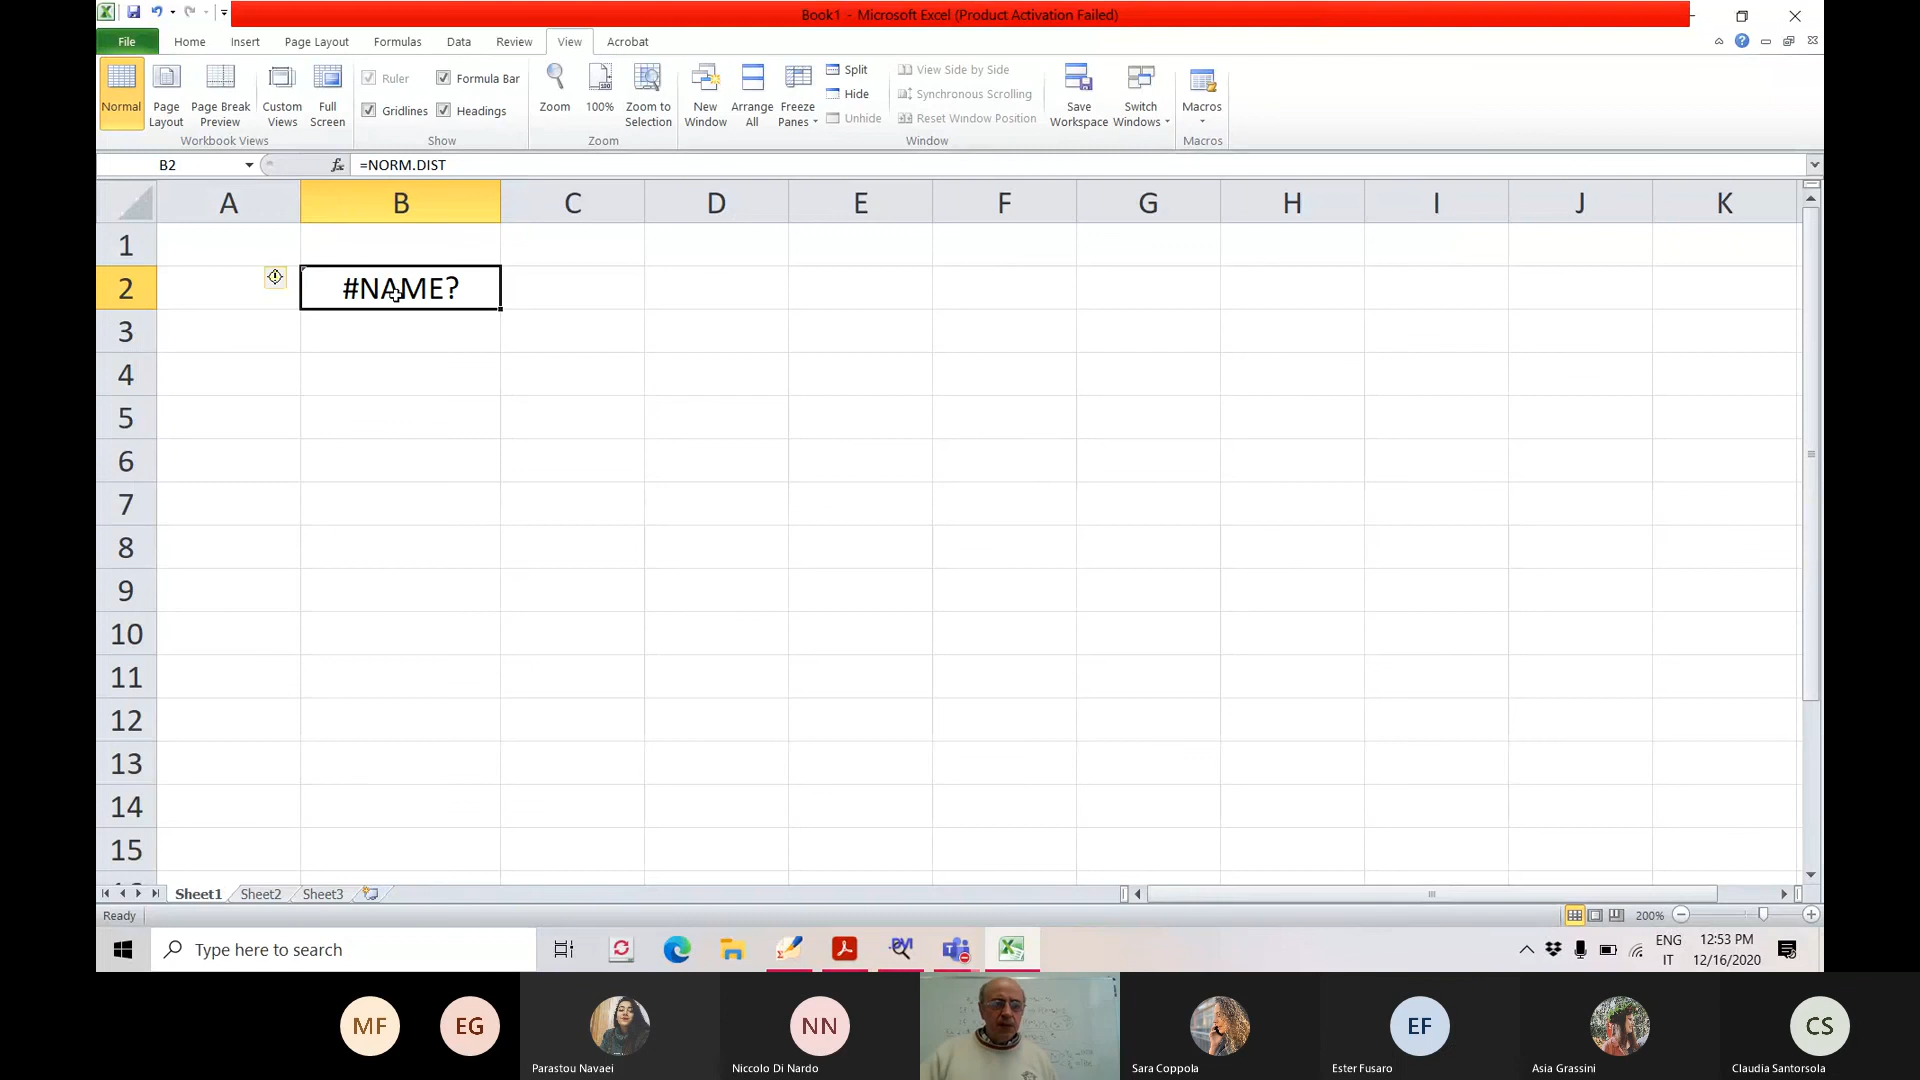 Book1 - Microsoft Excel (Product Activation Failed)
File Home Insert Page Layout Formulas Data Review View Acrobat
Normal
Page Layout
Page Break Preview
Custom Views
Full Screen
Workbook Views
Ruler
Formula Bar
Gridlines
Headings
Show
Zoom
100%
Zoom to Selection
Zoom
New Window
Arrange All
Freeze Panes
Split
Hide
Unhide
View Side by Side
Synchronous Scrolling
Reset Window Position
Window
Save Workspace
Switch Windows
Macros
Macros
B2 fx =NORM.DIST
A B C D E F G H I J K
1
2 #NAME?
3
4
5
6
7
8
9
10
11
12
13
14
15
Sheet1 Sheet2 Sheet3
Ready 200%
Type here to search
ENG 12:53 PM
IT 12/16/2020
MF EG NN EF CS
Parastou Navaei Niccolo Di Nardo Sara Coppola Ester Fusaro Asia Grassini Claudia Santorsola